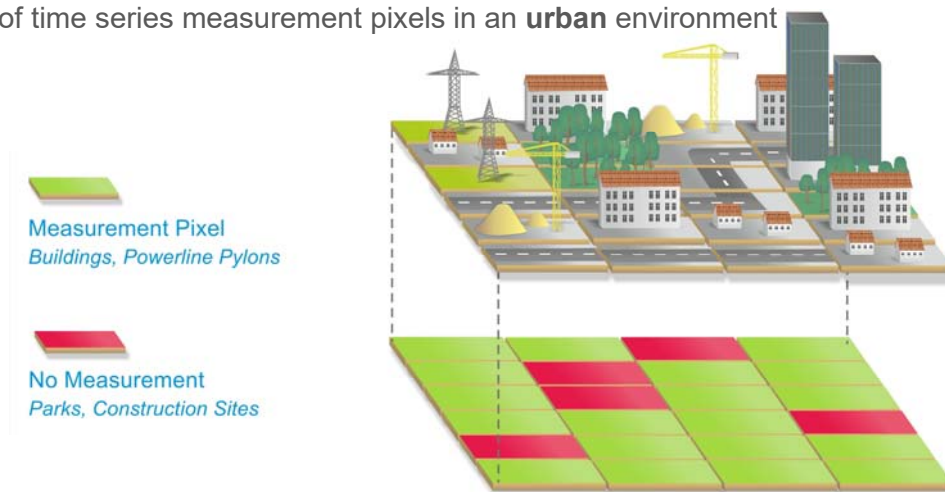 of time series measurement pixels in an urban environment
Measurement Pixel
Buildings, Powerline Pylons
No Measurement
Parks, Construction Sites